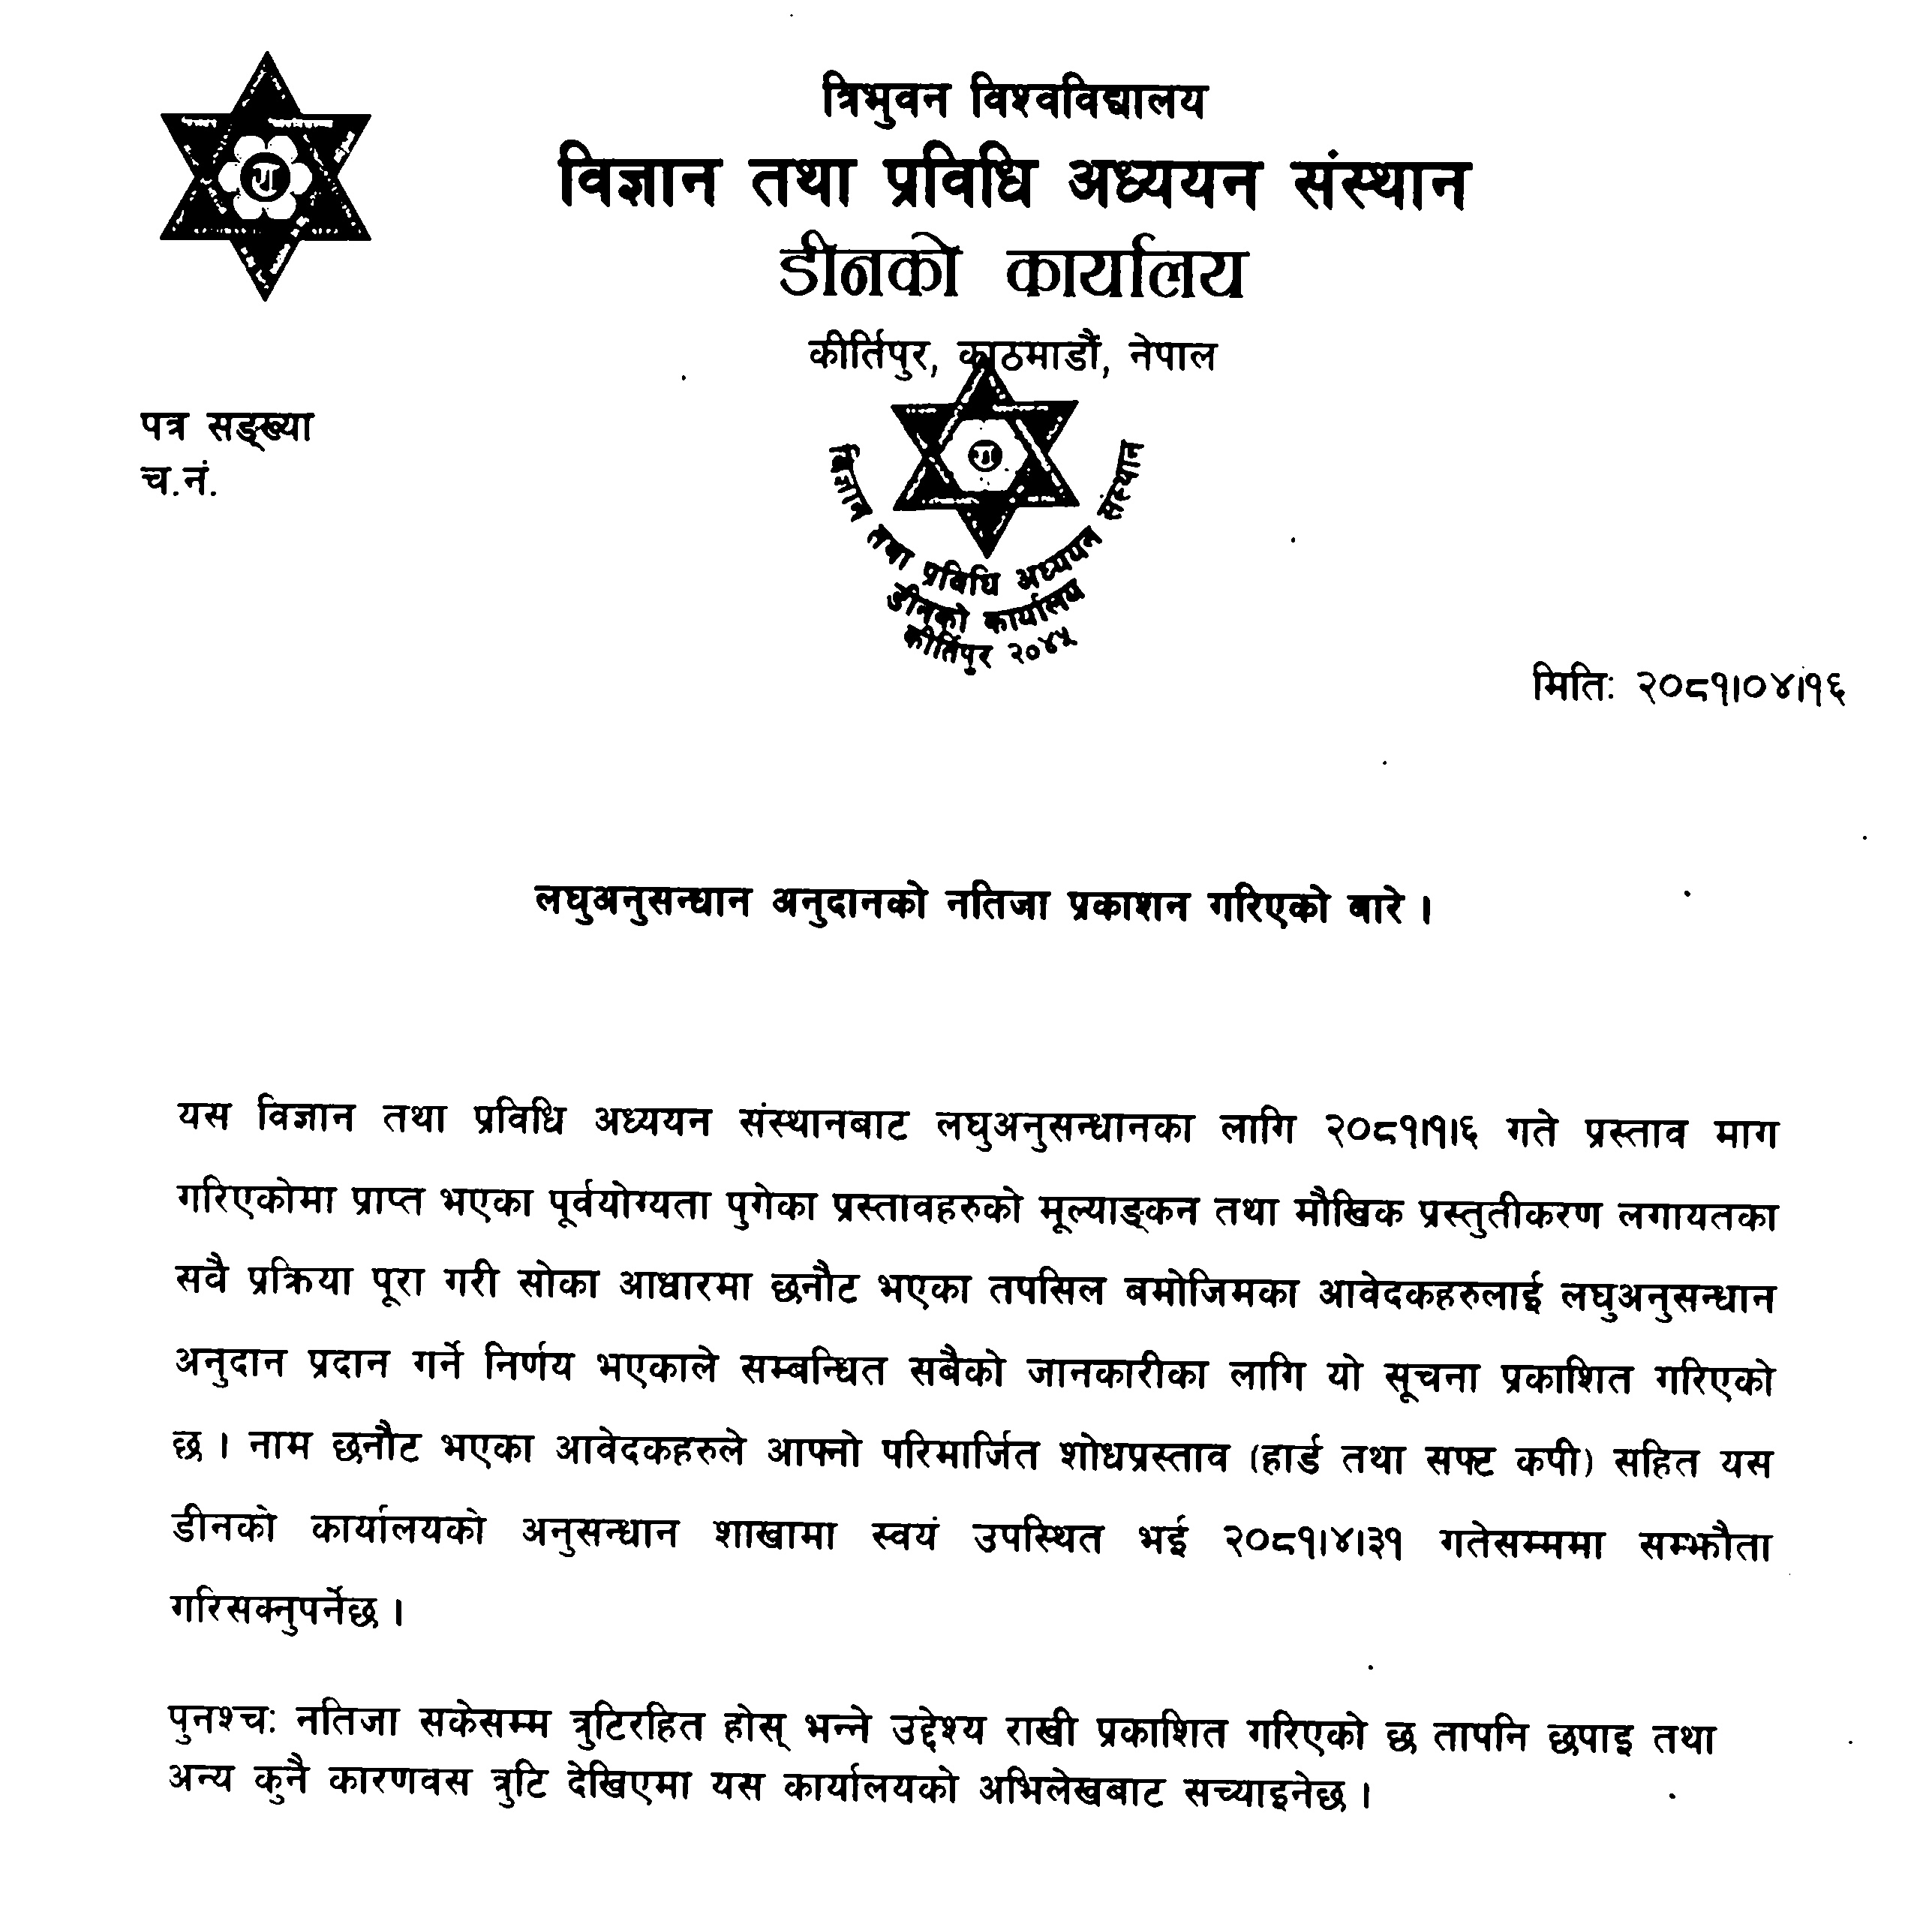 त्रिभुवन विश्वविद्यालय
विज्ञान तथा प्रविधि अध्ययन संस्थान
डीनको कार्यालय
कीर्तिपुर, काठमाडौं, नेपाल
पत्र सङ्ख्या
च.नं.
विज्ञान तथा प्रविधि अध्ययन संस्थान
डीनको कार्यालय
कीर्तिपुर २०४५
मिति: २०८१।०४।१६
लघुअनुसन्धान अनुदानको नतिजा प्रकाशन गरिएको बारे ।
यस विज्ञान तथा प्रविधि अध्ययन संस्थानबाट लघुअनुसन्धानका लागि २०८१।१।६ गते प्रस्ताव माग
गरिएकोमा प्राप्त भएका पूर्वयोग्यता पुगेका प्रस्तावहरुको मूल्याङ्कन तथा मौखिक प्रस्तुतीकरण लगायतका
सवै प्रक्रिया पूरा गरी सोका आधारमा छनौट भएका तपसिल बमोजिमका आवेदकहरुलाई लघुअनुसन्धान
अनुदान प्रदान गर्ने निर्णय भएकाले सम्बन्धित सबैको जानकारीका लागि यो सूचना प्रकाशित गरिएको
छ । नाम छनौट भएका आवेदकहरुले आफ्नो परिमार्जित शोधप्रस्ताव (हार्ड तथा सफ्ट कपी) सहित यस
डीनको कार्यालयको अनुसन्धान शाखामा स्वयं उपस्थित भई २०८१।४।३१ गतेसम्ममा सम्झौता
गरिसक्नुपर्नेछ ।
पुनश्च: नतिजा सकेसम्म त्रुटिरहित होस् भन्ने उद्देश्य राखी प्रकाशित गरिएको छ तापनि छपाइ तथा
अन्य कुनै कारणवस त्रुटि देखिएमा यस कार्यालयको अभिलेखबाट सच्याइनेछ ।